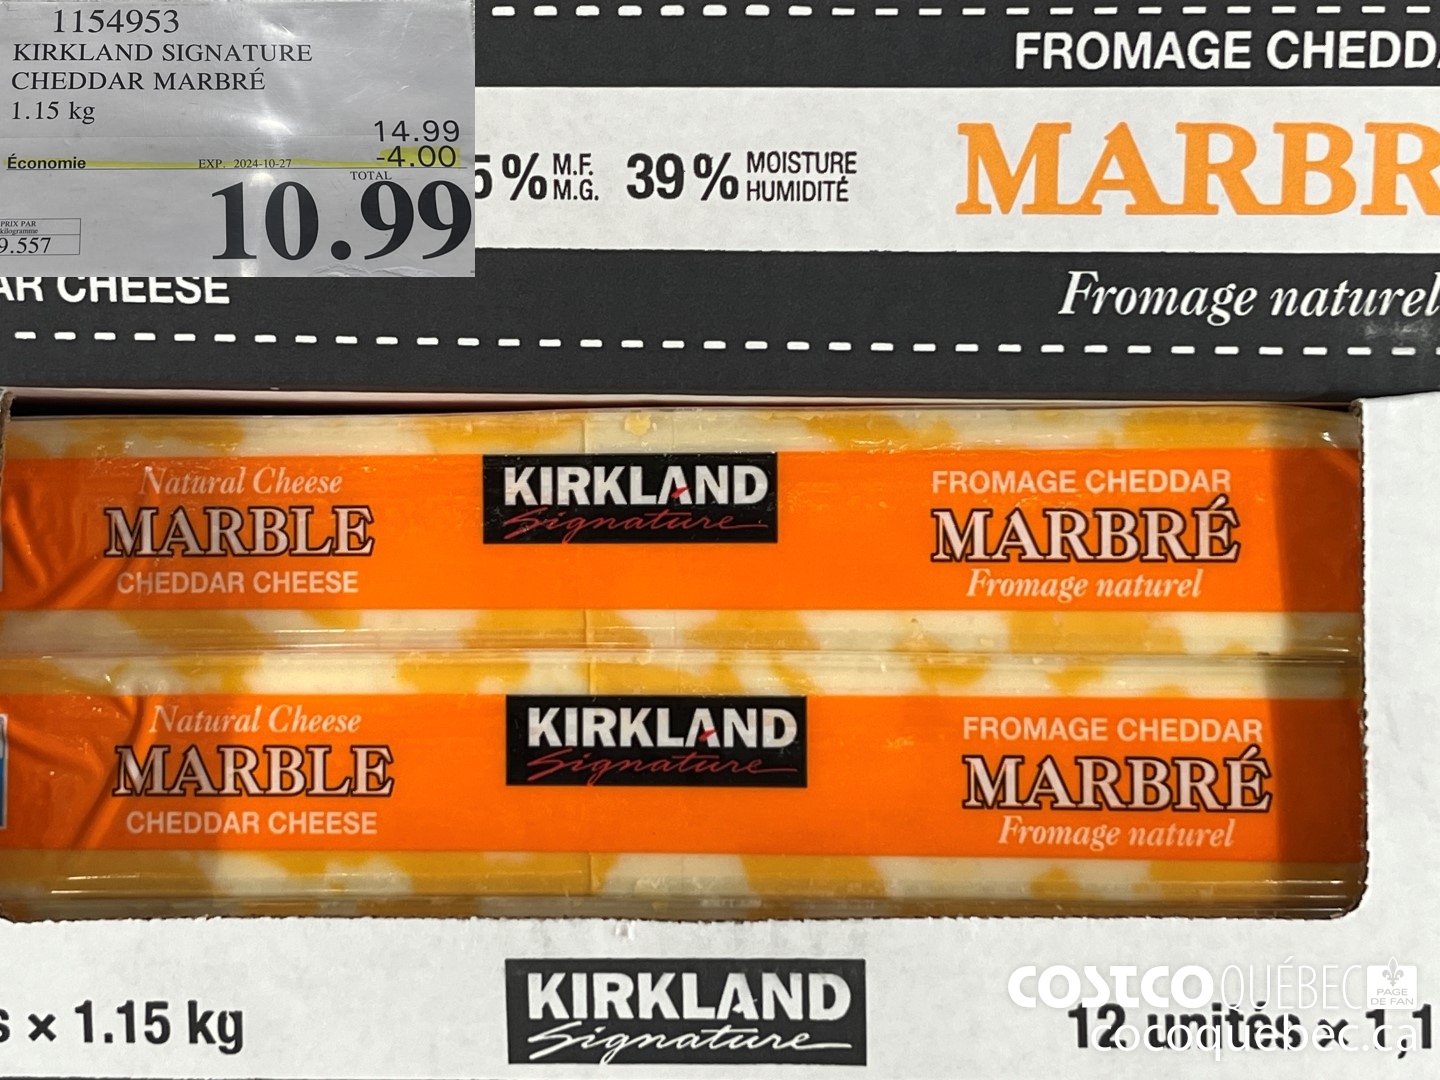 1154953
KIRKLAND SIGNATURE
CHEDDAR MARBRÉ
1.15 kg
14.99
Économie EXP. 2024-10-27 -4.00
TOTAL
10.99
PRIX PAR
kilogramme
9.557
FROMAGE CHEDD
5% M.F. M.G. 39% MOISTURE HUMIDITÉ
MARBR
AR CHEESE
Fromage naturel
Natural Cheese
MARBLE
CHEDDAR CHEESE
KIRKLAND
Signature
FROMAGE CHEDDAR
MARBRÉ
Fromage naturel
Natural Cheese
MARBLE
CHEDDAR CHEESE
KIRKLAND
Signature
FROMAGE CHEDDAR
MARBRÉ
Fromage naturel
s × 1.15 kg
KIRKLAND
Signature
12 unités × 1,1
COSTCO QUÉBEC
PAGE
DE FAN
cocoquebec.ca